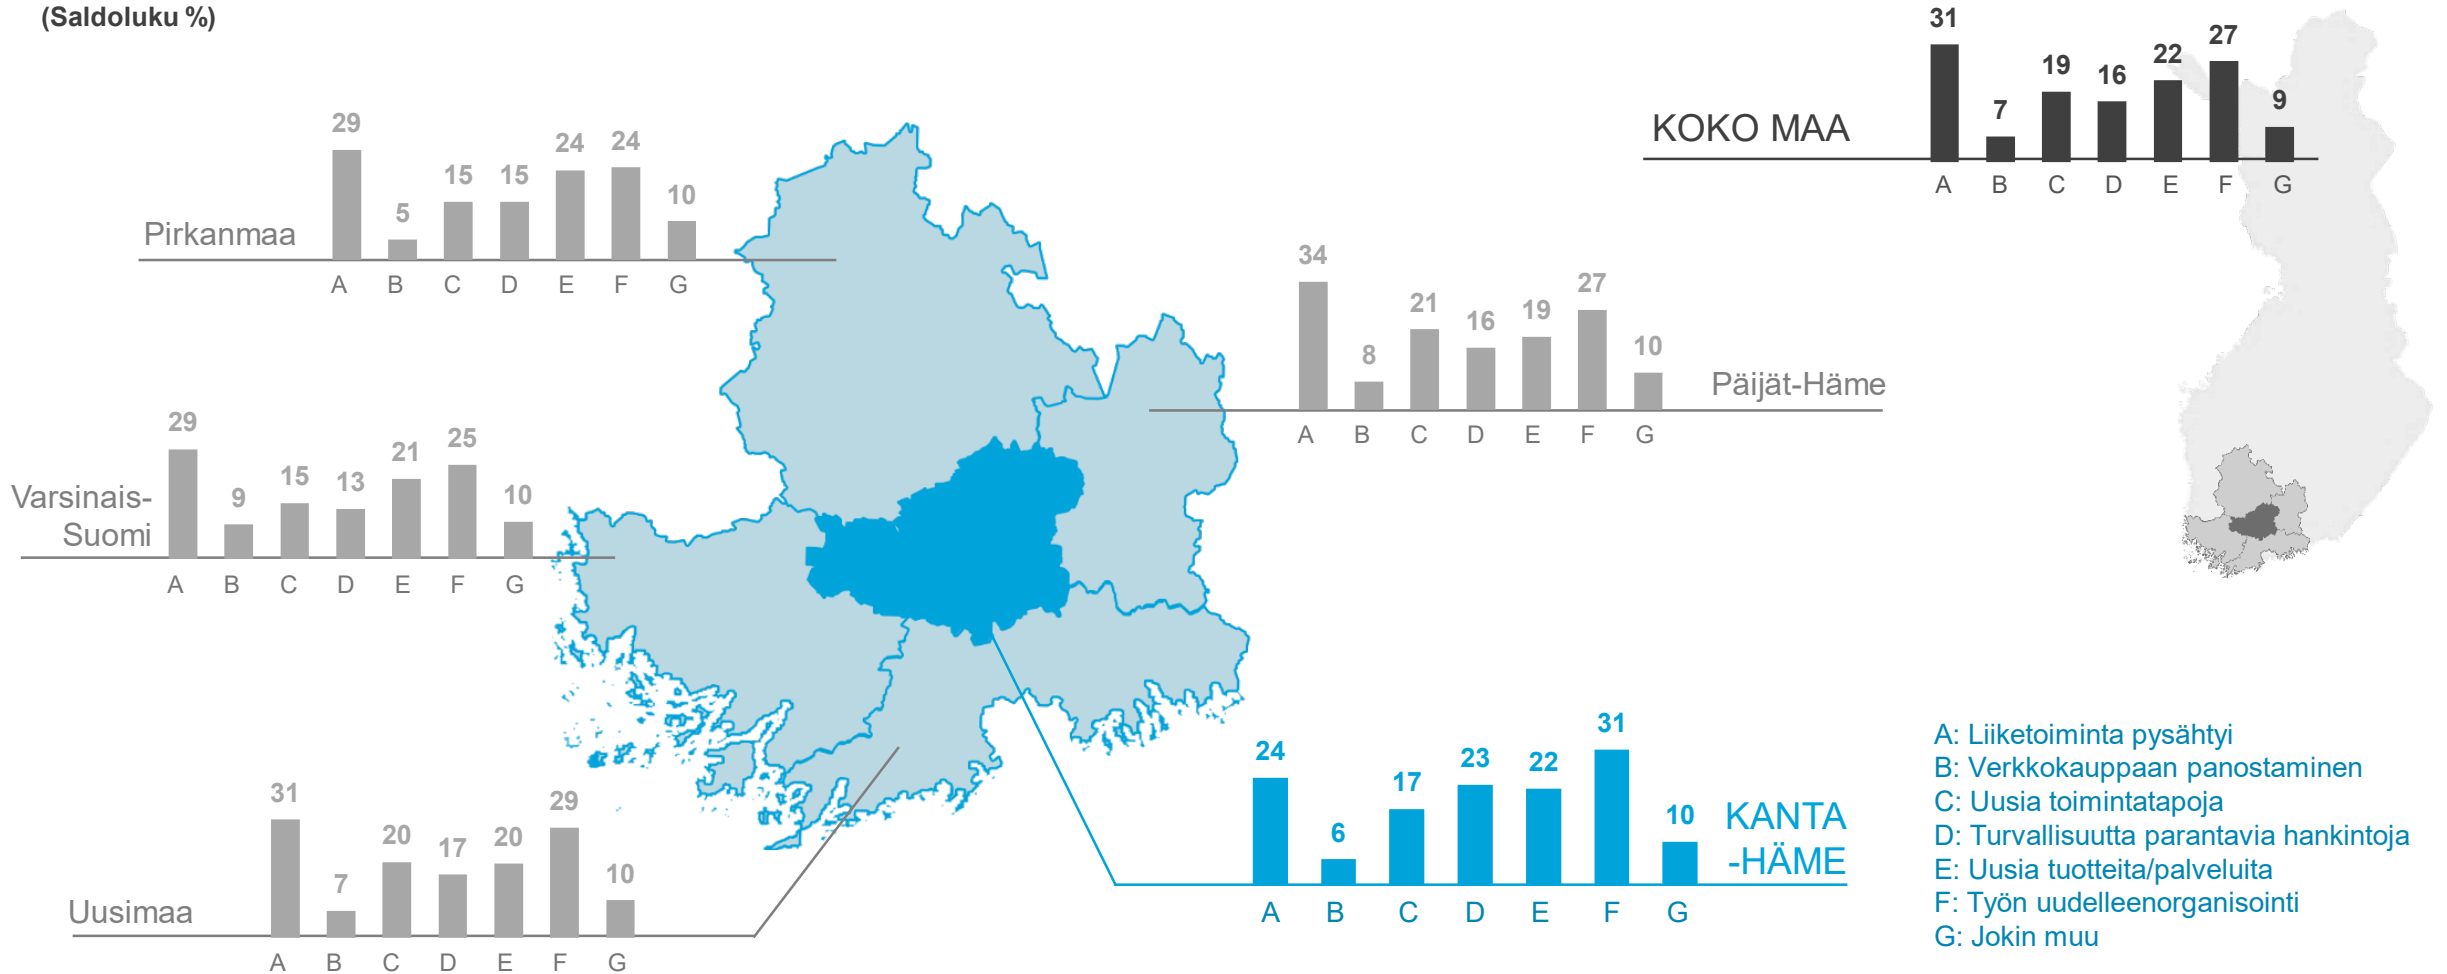 (Saldoluku %)
31 7 19 16 22 27 9
KOKO MAA
A B C D E F G
29 5 15 15 24 24 10
Pirkanmaa
A B C D E F G
34 8 21 16 19 27 10
Päijät-Häme
A B C D E F G
29 9 15 13 21 25 10
Varsinais-
Suomi
A B C D E F G
31 7 20 17 20 29 10
Uusimaa
A B C D E F G
24 6 17 23 22 31 10
KANTA
-HÄME
A B C D E F G
A: Liiketoiminta pysähtyi
B: Verkkokauppaan panostaminen
C: Uusia toimintatapoja
D: Turvallisuutta parantavia hankintoja
E: Uusia tuotteita/palveluita
F: Työn uudelleenorganisointi
G: Jokin muu